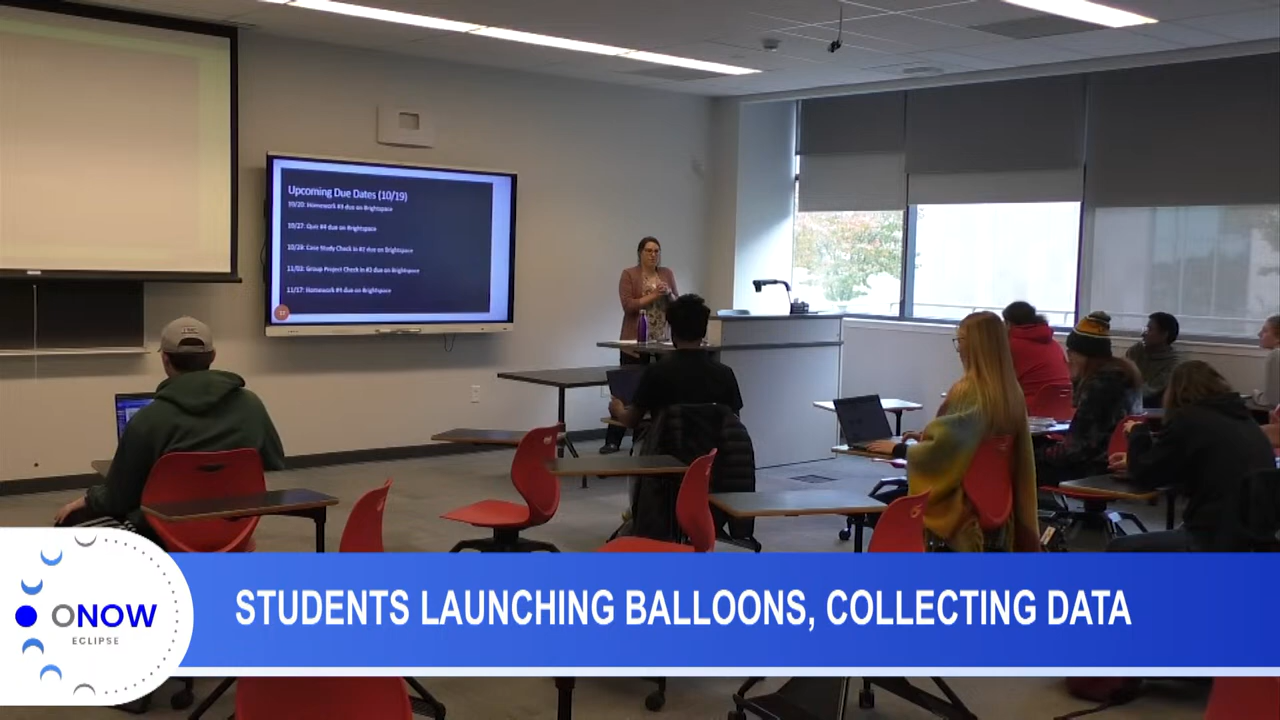 Upcoming Due Dates (10/19)
10/20: Homework #3 due on Brightspace
10/27: Quiz #4 due on Brightspace
10/28: Case Study Check in #2 due on Brightspace
11/03: Group Project Check in #2 due on Brightspace
11/17: Homework #4 due on Brightspace
ONOW
ECLIPSE
STUDENTS LAUNCHING BALLOONS, COLLECTING DATA